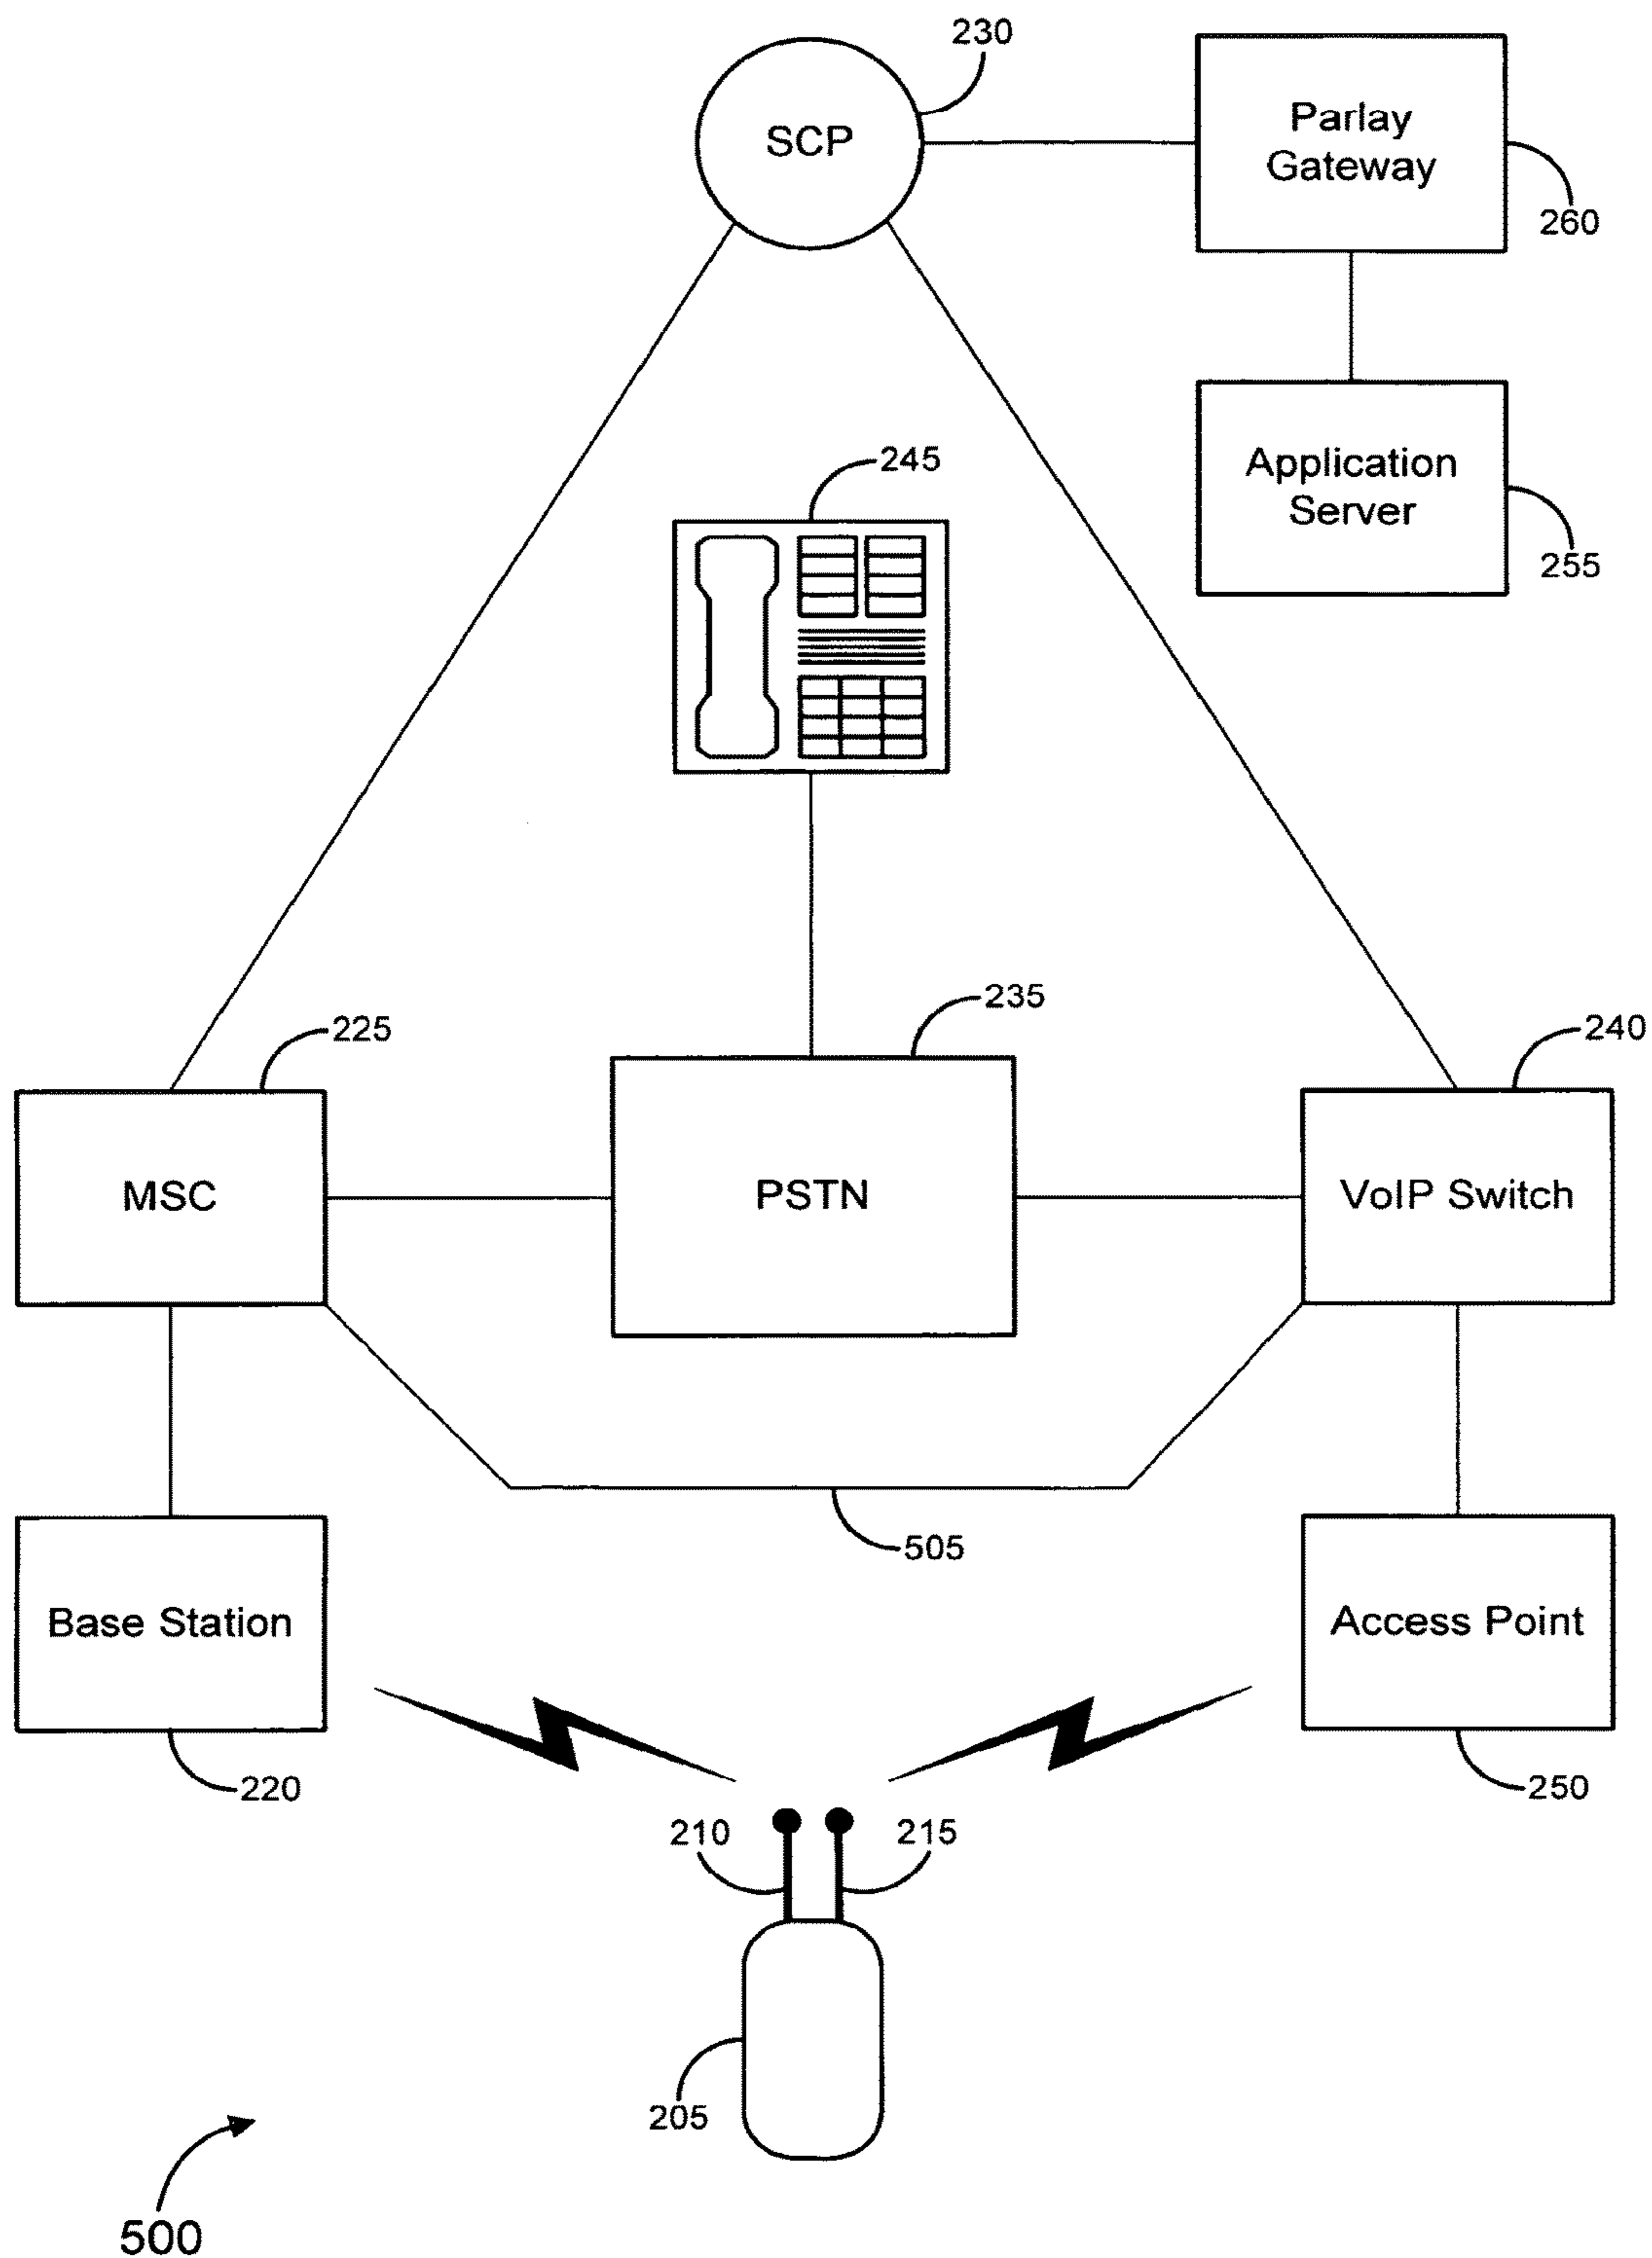 230
SCP
Parlay
Gateway
260
245
Application
Server
255
235
225
240
MSC
PSTN
VoIP Switch
505
Base Station
Access Point
220
250
210
215
205
500